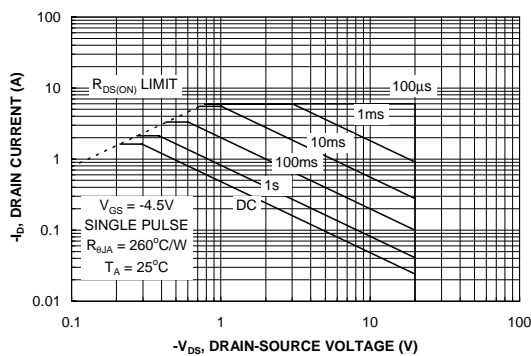 100
10
1
0.1
0.01
-I_D, DRAIN CURRENT (A)
R_DS(ON) LIMIT
100µs
1ms
10ms
100ms
1s
DC
V_GS = -4.5V
SINGLE PULSE
R_θJA = 260°C/W
T_A = 25°C
0.1 1 10 100
-V_DS, DRAIN-SOURCE VOLTAGE (V)